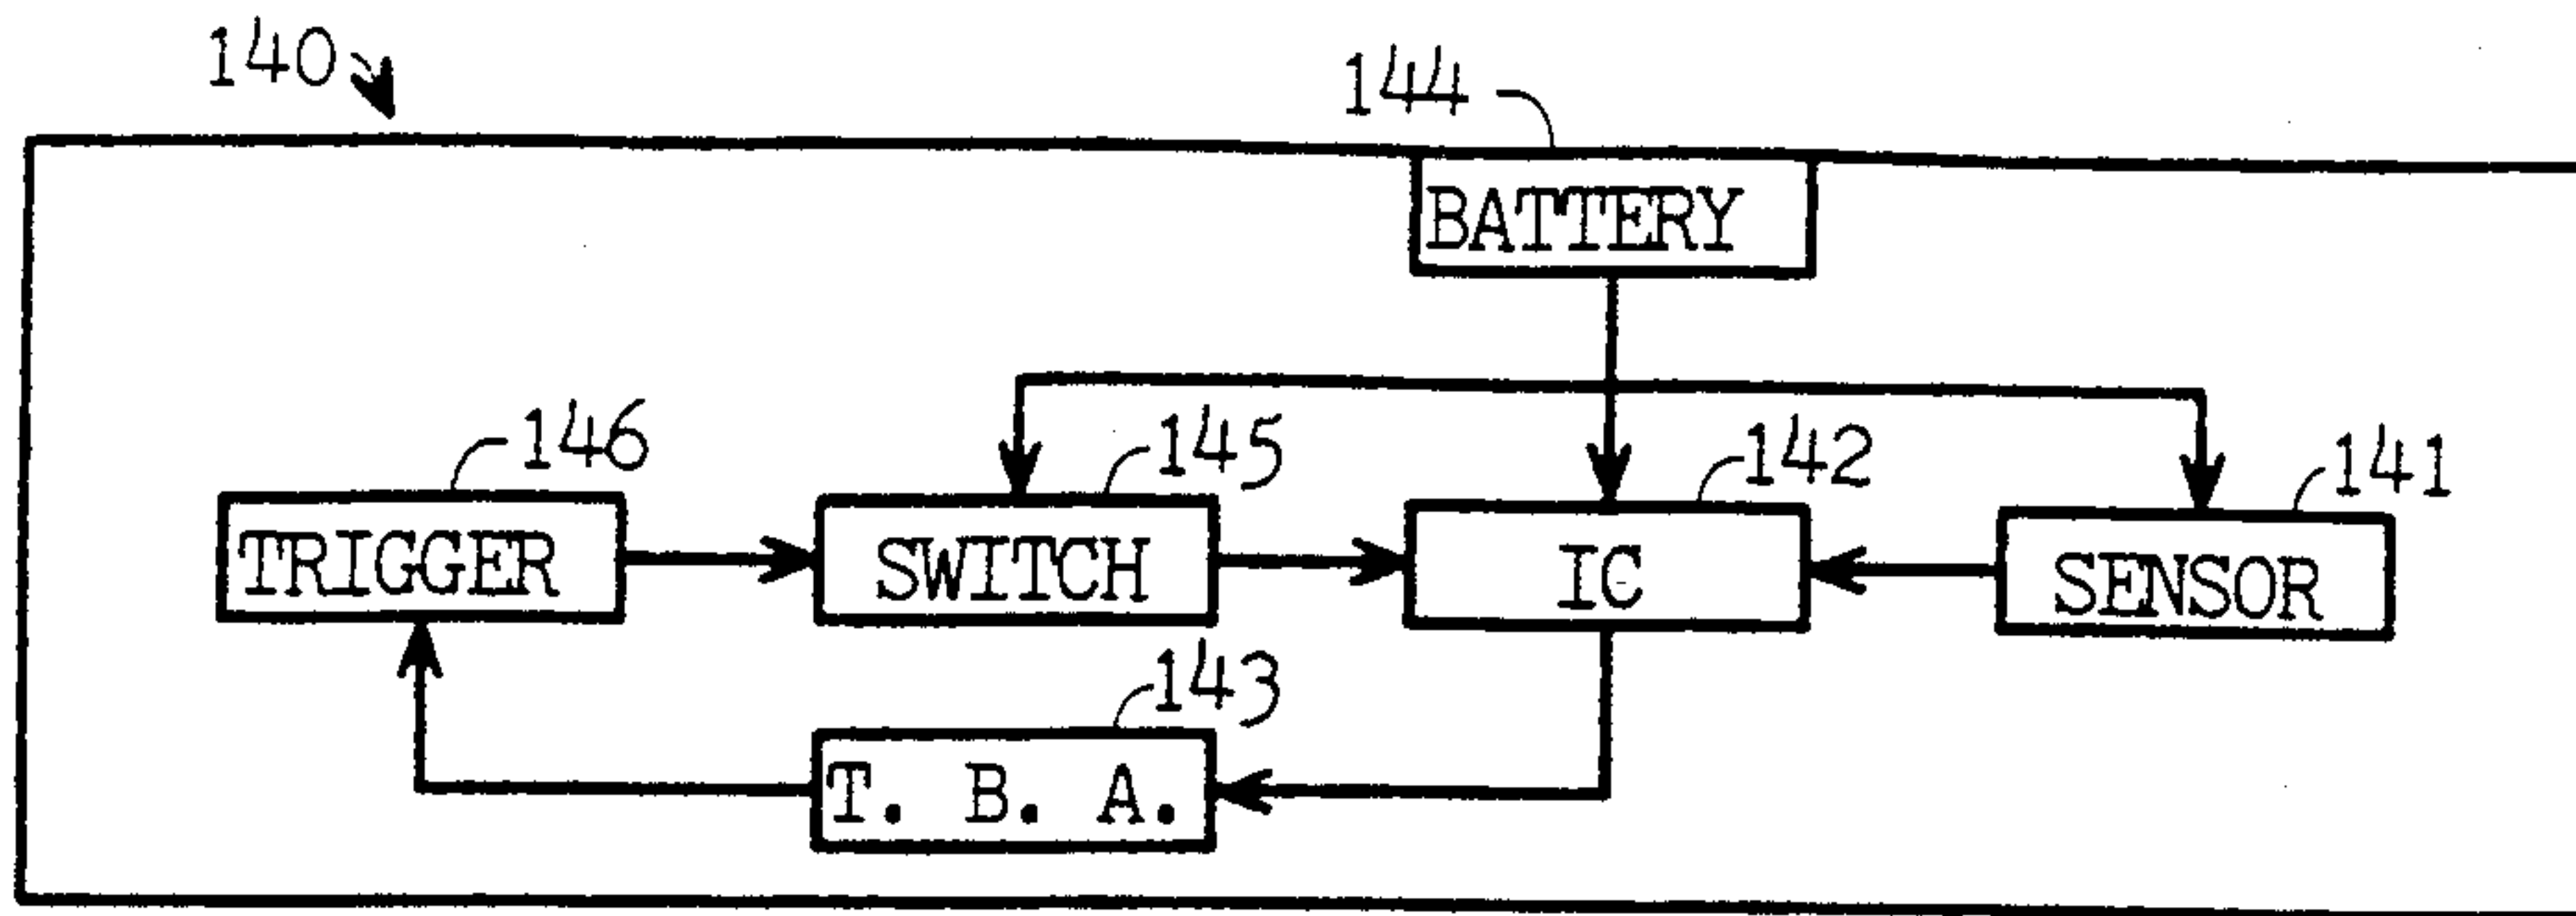 140
144
BATTERY
146
145
142
141
TRIGGER
SWITCH
IC
SENSOR
143
T. B. A.